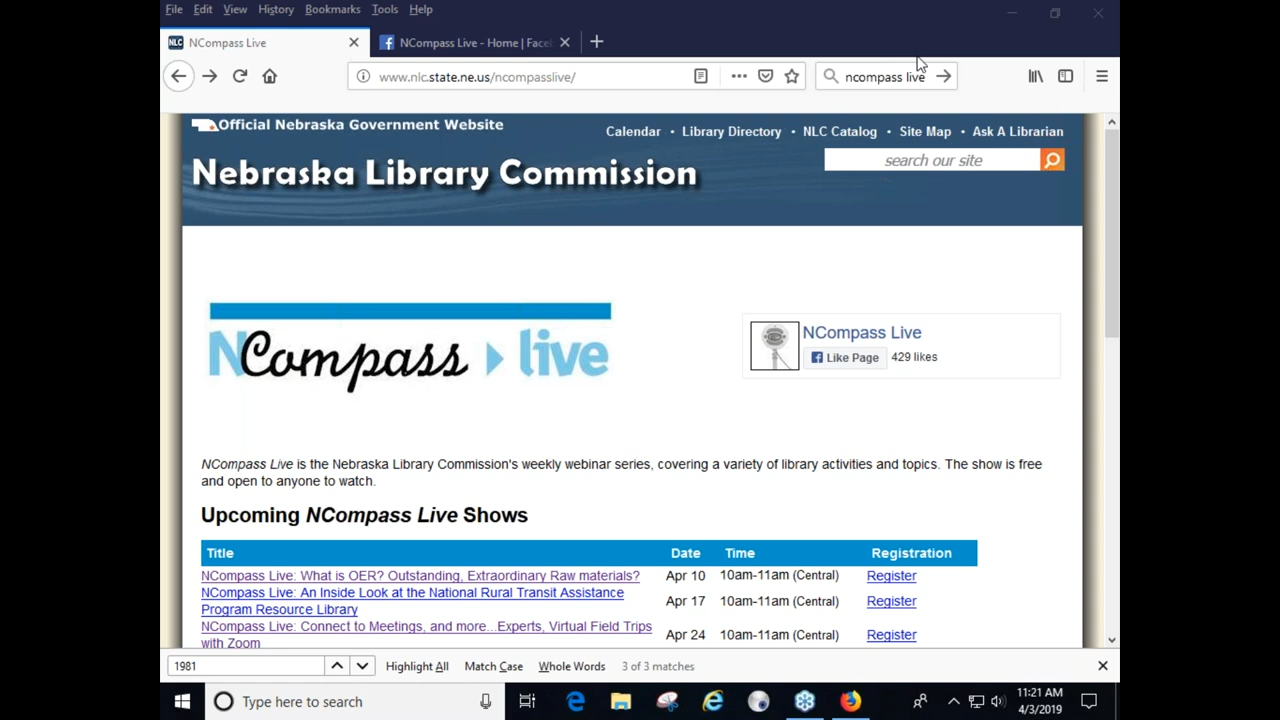 File Edit View History Bookmarks Tools Help
NLC NCompass Live
NCompass Live - Home | Face
www.nlc.state.ne.us/ncompasslive/
ncompass live
Official Nebraska Government Website
Calendar • Library Directory • NLC Catalog • Site Map • Ask A Librarian
Nebraska Library Commission
search our site
NCompass live
NCompass Live
Like Page 429 likes
NCompass Live is the Nebraska Library Commission's weekly webinar series, covering a variety of library activities and topics. The show is free
and open to anyone to watch.
Upcoming NCompass Live Shows
Title Date Time Registration
NCompass Live: What is OER? Outstanding, Extraordinary Raw materials? Apr 10 10am-11am (Central) Register
NCompass Live: An Inside Look at the National Rural Transit Assistance
Program Resource Library Apr 17 10am-11am (Central) Register
NCompass Live: Connect to Meetings, and more...Experts, Virtual Field Trips
with Zoom Apr 24 10am-11am (Central) Register
1981 Highlight All Match Case Whole Words 3 of 3 matches
Type here to search
11:21 AM
4/3/2019